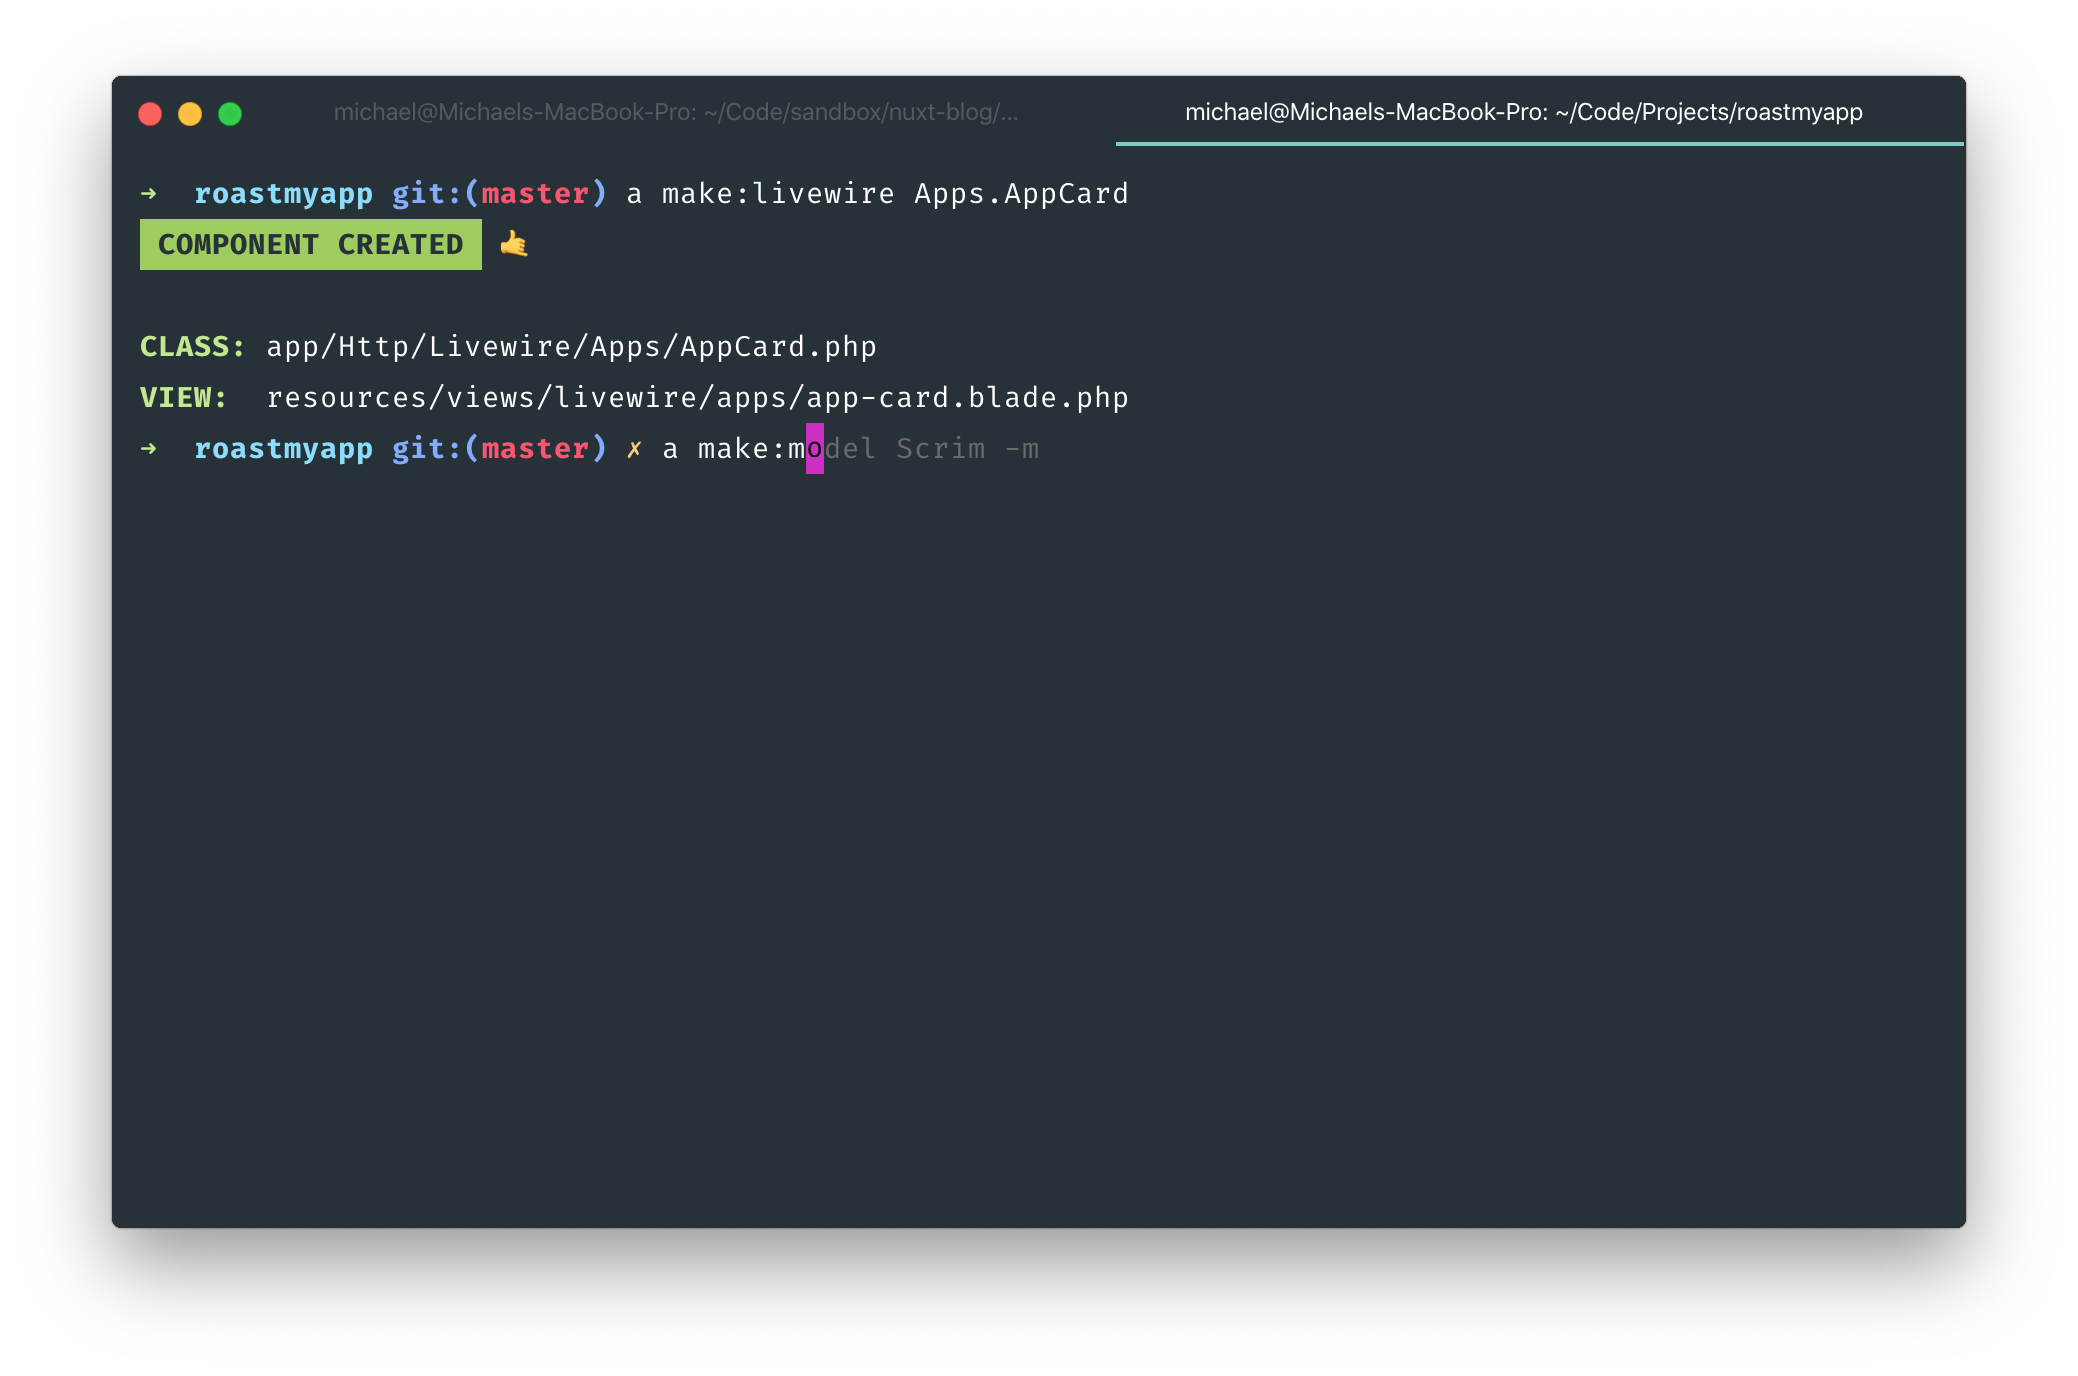 michael@Michaels-MacBook-Pro: ~/Code/sandbox/nuxt-blog/...
michael@Michaels-MacBook-Pro: ~/Code/Projects/roastmyapp
➜ roastmyapp git:(master) a make:livewire Apps.AppCard
COMPONENT CREATED 🤙
CLASS: app/Http/Livewire/Apps/AppCard.php
VIEW: resources/views/livewire/apps/app-card.blade.php
➜ roastmyapp git:(master) ✗ a make:model Scrim -m